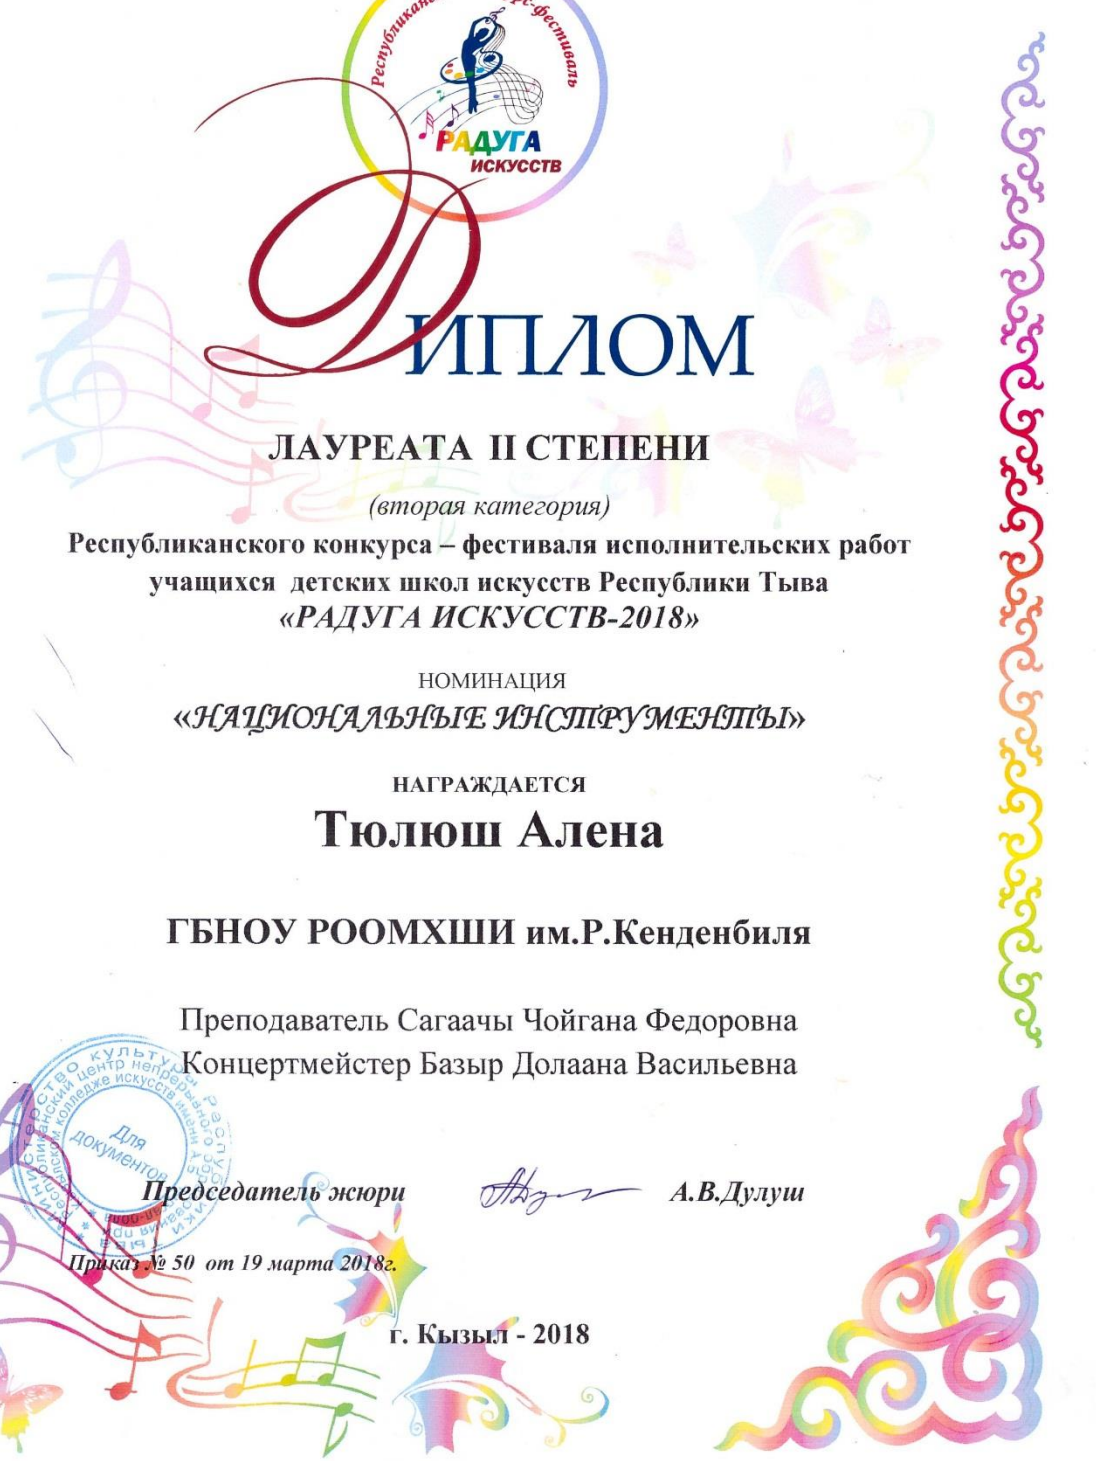 Республикан
фестиваль
РАДУГА
ИСКУССТВ
ДИПЛОМ
ЛАУРЕАТА II СТЕПЕНИ
(вторая категория)
Республиканского конкурса – фестиваля исполнительских работ
учащихся детских школ искусств Республики Тыва
«РАДУГА ИСКУССТВ-2018»
НОМИНАЦИЯ
«НАЦИОНАЛЬНЫЕ ИНСТРУМЕНТЫ»
НАГРАЖДАЕТСЯ
Тюлюш Алена
ГБНОУ РООМХШИ им.Р.Кенденбиля
Преподаватель Сагаачы Чойгана Федоровна
Концертмейстер Базыр Долаана Васильевна
Для
документов
Председатель жюри А.В.Дулуш
Приказ № 50 от 19 марта 2018г.
г. Кызыл - 2018